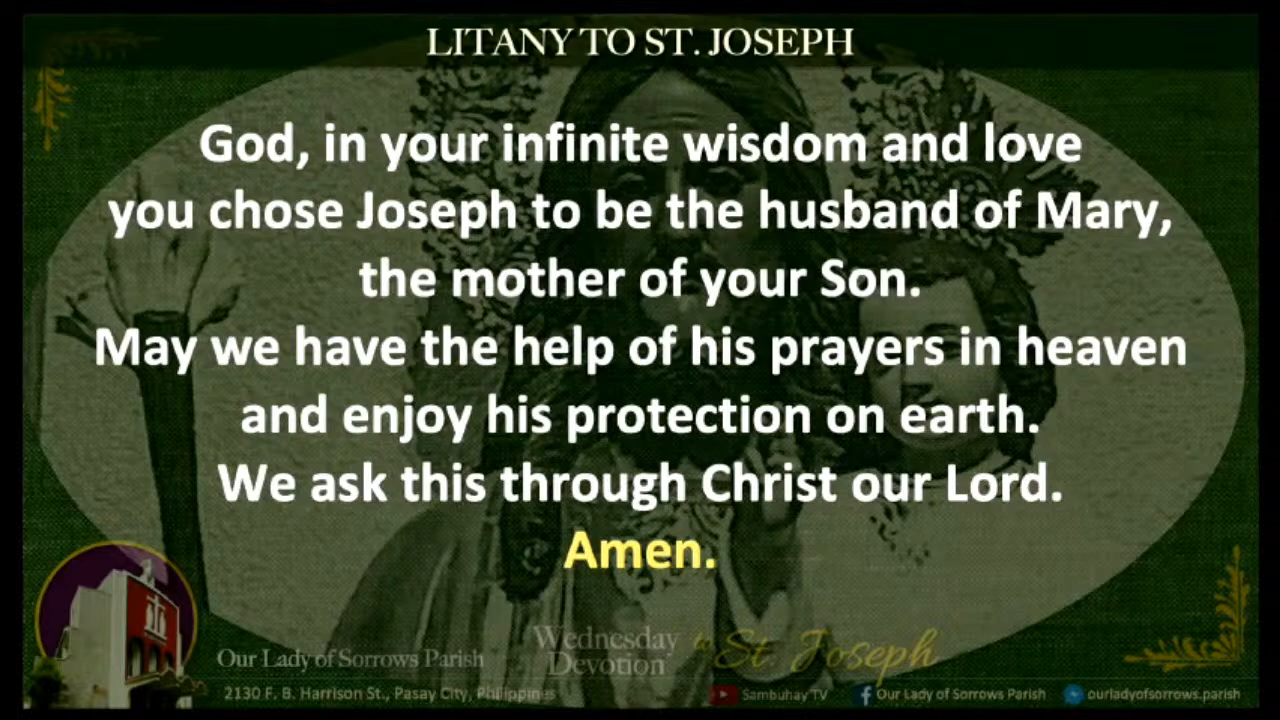 LITANY TO ST. JOSEPH
God, in your infinite wisdom and love
you chose Joseph to be the husband of Mary,
the mother of your Son.
May we have the help of his prayers in heaven
and enjoy his protection on earth.
We ask this through Christ our Lord.
Amen.
Our Lady of Sorrows Parish
Wednesday
Devotion
to St. Joseph
2130 F. B. Harrison St., Pasay City, Philippines
Sambuhay TV
Our Lady of Sorrows Parish
ourladyofsorrows.parish